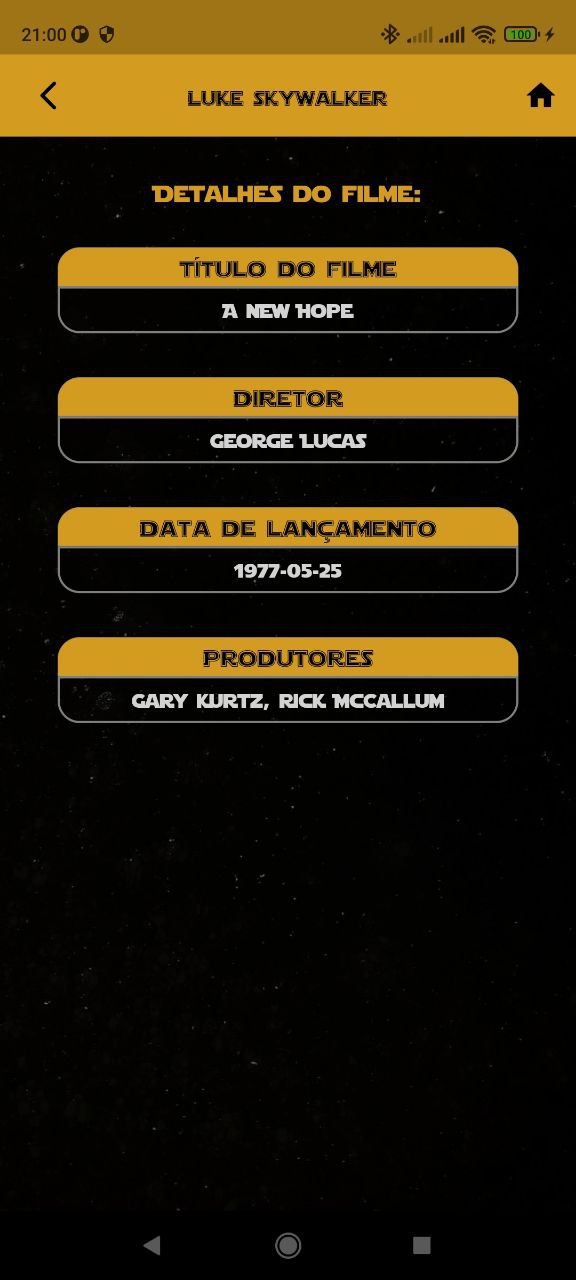 21:00
100
LUKE SKYWALKER
DETALHES DO FILME:
TÍTULO DO FILME
A NEW HOPE
DIRETOR
GEORGE LUCAS
DATA DE LANÇAMENTO
1977-05-25
PRODUTORES
GARY KURTZ, RICK MCCALLUM